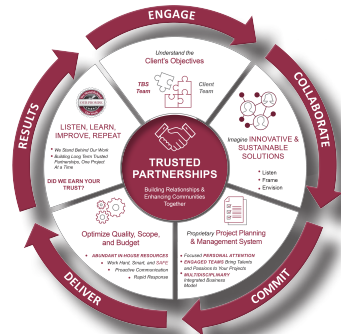 ENGAGE
Understand the
Client's Objectives
TBS
Team
Client
Team
COLLABORATE
Imagine INNOVATIVE &
SUSTAINABLE
SOLUTIONS
• Listen
• Frame
• Envision
COMMIT
Proprietary Project Planning
& Management System
• Focused PERSONAL ATTENTION
• ENGAGED TEAMS Bring Talents
and Passions to Your Projects
• MULTIDISCIPLINARY
Integrated Business
Model
DELIVER
Optimize Quality, Scope,
and Budget
• ABUNDANT IN-HOUSE RESOURCES
• Work Hard, Smart, and SAFE
• Proactive Communication
• Rapid Response
RESULTS
LISTEN, LEARN,
IMPROVE, REPEAT
• We Stand Behind Our Work
• Building Long Term Trusted
Partnerships, One Project
At a Time
DID WE EARN YOUR
TRUST?
TRUSTED
PARTNERSHIPS
Building Relationships &
Enhancing Communities
Together